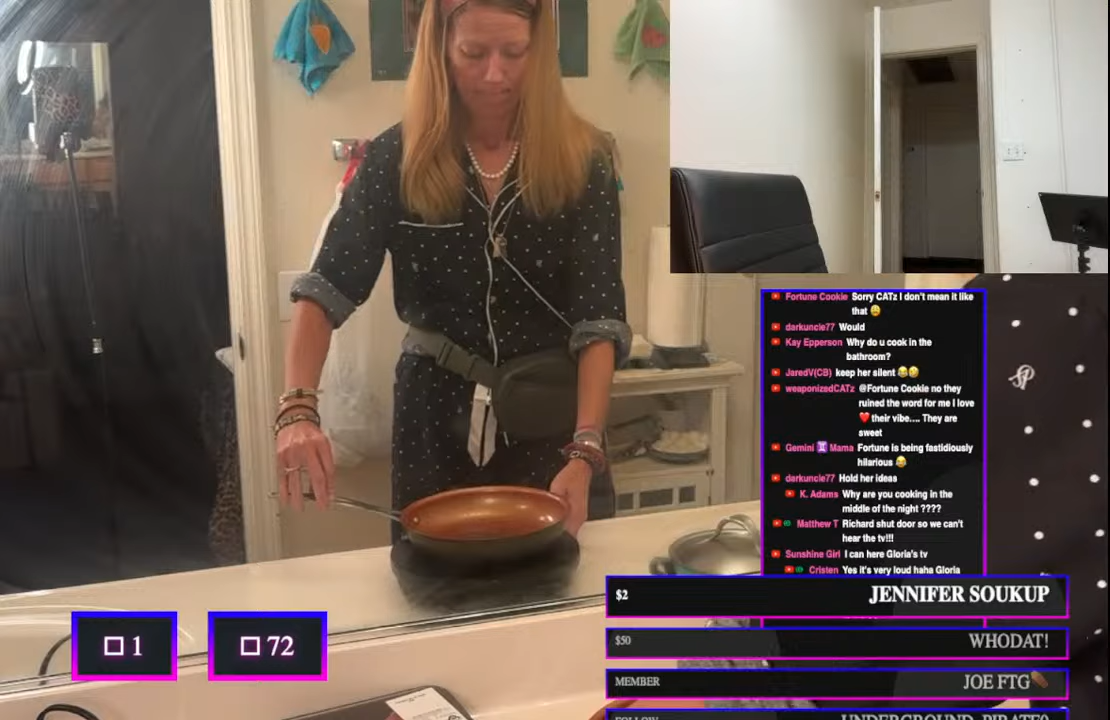 Fortune Cookie Sorry CATz I don't mean it like
that 😩
darkuncle77 Would
Kay Epperson Why do u cook in the
bathroom?
JaredV(CB) keep her silent 😂🤣
weaponizedCATz @Fortune Cookie no they
ruined the word for me I love
❤️their vibe.... They are
sweet
Gemini ♊ Mama Fortune is being fastidiously
hilarious 😂
darkuncle77 Hold her ideas
K. Adams Why are you cooking in the
middle of the night ????
Matthew T Richard shut door so we can't
hear the tv!!!
Sunshine Girl I can here Gloria's tv
Cristen Yes it's very loud haha Gloria
$2 JENNIFER SOUKUP
$50 WHODAT!
MEMBER JOE FTG⚰️
FOLLOW
1
72